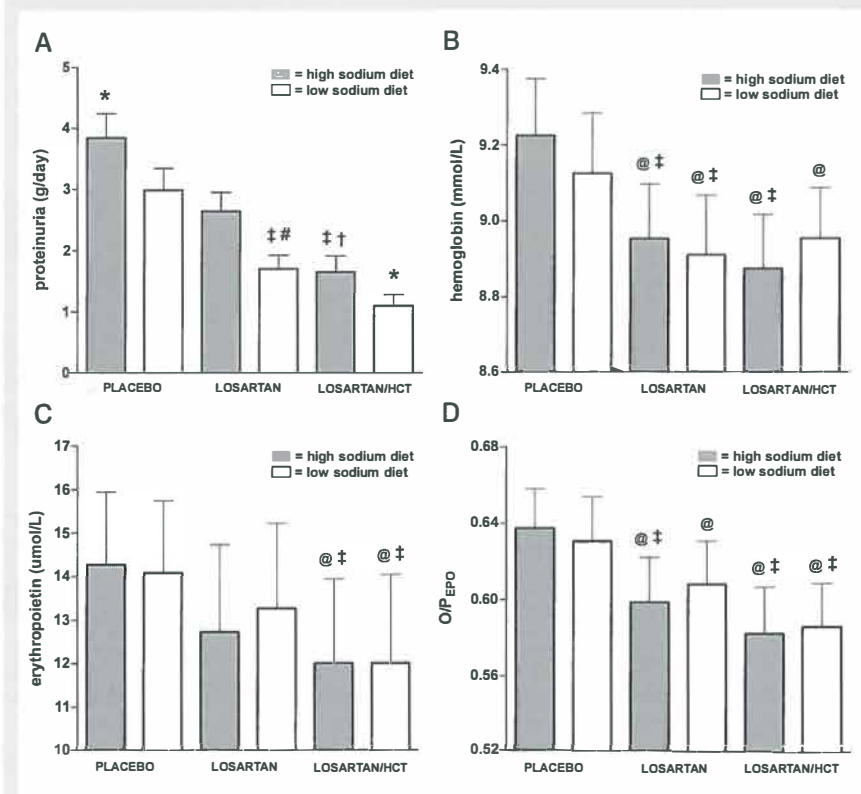 A
proteinuria (g/day)
5
4
3
2
1
0
= high sodium diet
= low sodium diet
*
‡ #
‡ †
*
PLACEBO
LOSARTAN
LOSARTAN/HCT
B
hemoglobin (mmol/L)
9.4
9.2
9.0
8.8
8.6
= high sodium diet
= low sodium diet
@ ‡
@ ‡
@ ‡
@
PLACEBO
LOSARTAN
LOSARTAN/HCT
C
erythropoietin (umol/L)
17
16
15
14
13
12
11
10
= high sodium diet
= low sodium diet
@ ‡
@ ‡
PLACEBO
LOSARTAN
LOSARTAN/HCT
D
O/PEPO
0.68
0.64
0.60
0.56
0.52
= high sodium diet
= low sodium diet
@ ‡
@
@ ‡
@ ‡
PLACEBO
LOSARTAN
LOSARTAN/HCT